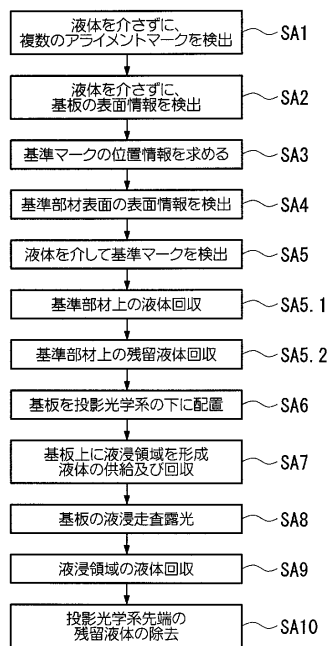 液体を介さずに、
複数のアライメントマークを検出
SA1
液体を介さずに、
基板の表面情報を検出
SA2
基準マークの位置情報を求める
SA3
基準部材表面の表面情報を検出
SA4
液体を介して基準マークを検出
SA5
基準部材上の液体回収
SA5.1
基準部材上の残留液体回収
SA5.2
基板を投影光学系の下に配置
SA6
基板上に液浸領域を形成
液体の供給及び回収
SA7
基板の液浸走査露光
SA8
液浸領域の液体回収
SA9
投影光学系先端の
残留液体の除去
SA10